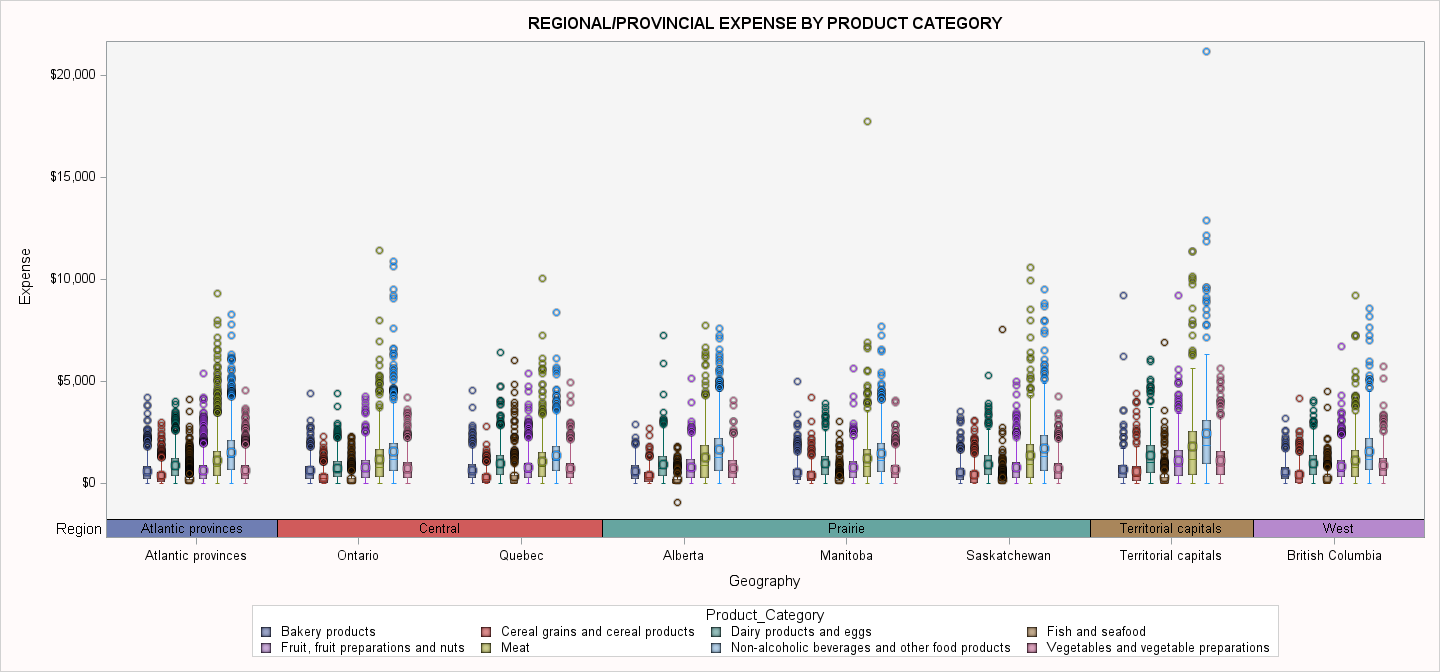 REGIONAL/PROVINCIAL EXPENSE BY PRODUCT CATEGORY
$20,000
$15,000
$10,000
$5,000
$0
Expense
Region
Atlantic provinces Central Prairie Territorial capitals West
Atlantic provinces Ontario Quebec Alberta Manitoba Saskatchewan Territorial capitals British Columbia
Geography
Product_Category
Bakery products Cereal grains and cereal products Dairy products and eggs Fish and seafood
Fruit, fruit preparations and nuts Meat Non-alcoholic beverages and other food products Vegetables and vegetable preparations